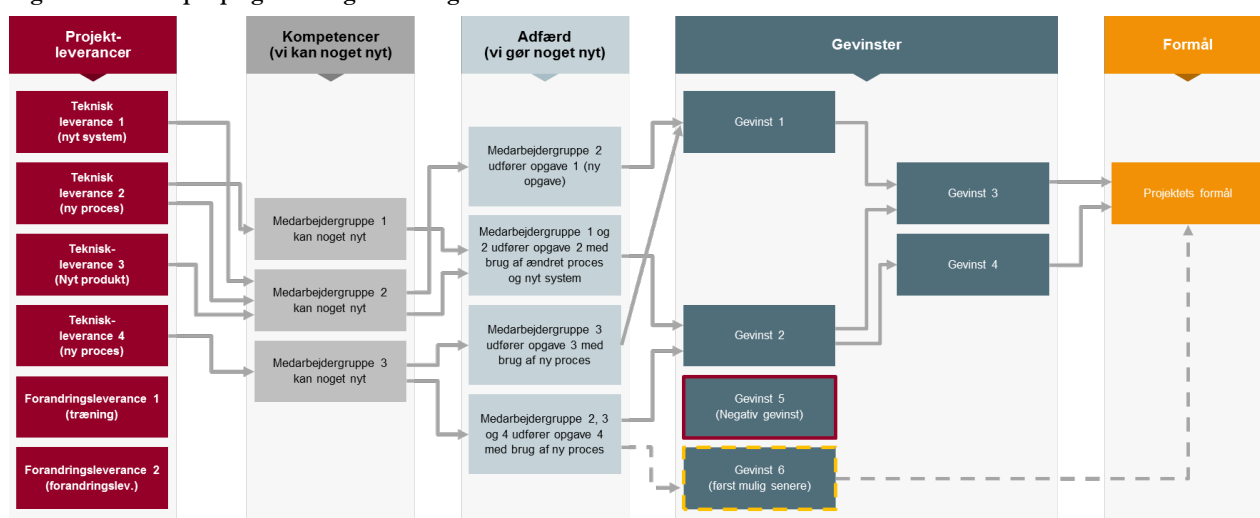 Projekt-
leverancer
Kompetencer
(vi kan noget nyt)
Adfærd
(vi gør noget nyt)
Gevinster
Formål
Teknisk
leverance 1
(nyt system)
Teknisk
leverance 2
(ny proces)
Teknisk-
leverance 3
(Nyt produkt)
Teknisk-
leverance 4
(ny proces)
Forandringsleverance 1
(træning)
Forandringsleverance 2
(forandringslev.)
Medarbejdergruppe 1
kan noget nyt
Medarbejdergruppe 2
kan noget nyt
Medarbejdergruppe 3
kan noget nyt
Medarbejdergruppe 2
udfører opgave 1 (ny
opgave)
Medarbejdergruppe 1 og
2 udfører opgave 2 med
brug af ændret proces
og nyt system
Medarbejdergruppe 3
udfører opgave 3 med
brug af ny proces
Medarbejdergruppe 2, 3
og 4 udfører opgave 4
med brug af ny proces
Gevinst 1
Gevinst 2
Gevinst 5
(Negativ gevinst)
Gevinst 6
(først mulig senere)
Gevinst 3
Gevinst 4
Projektets formål